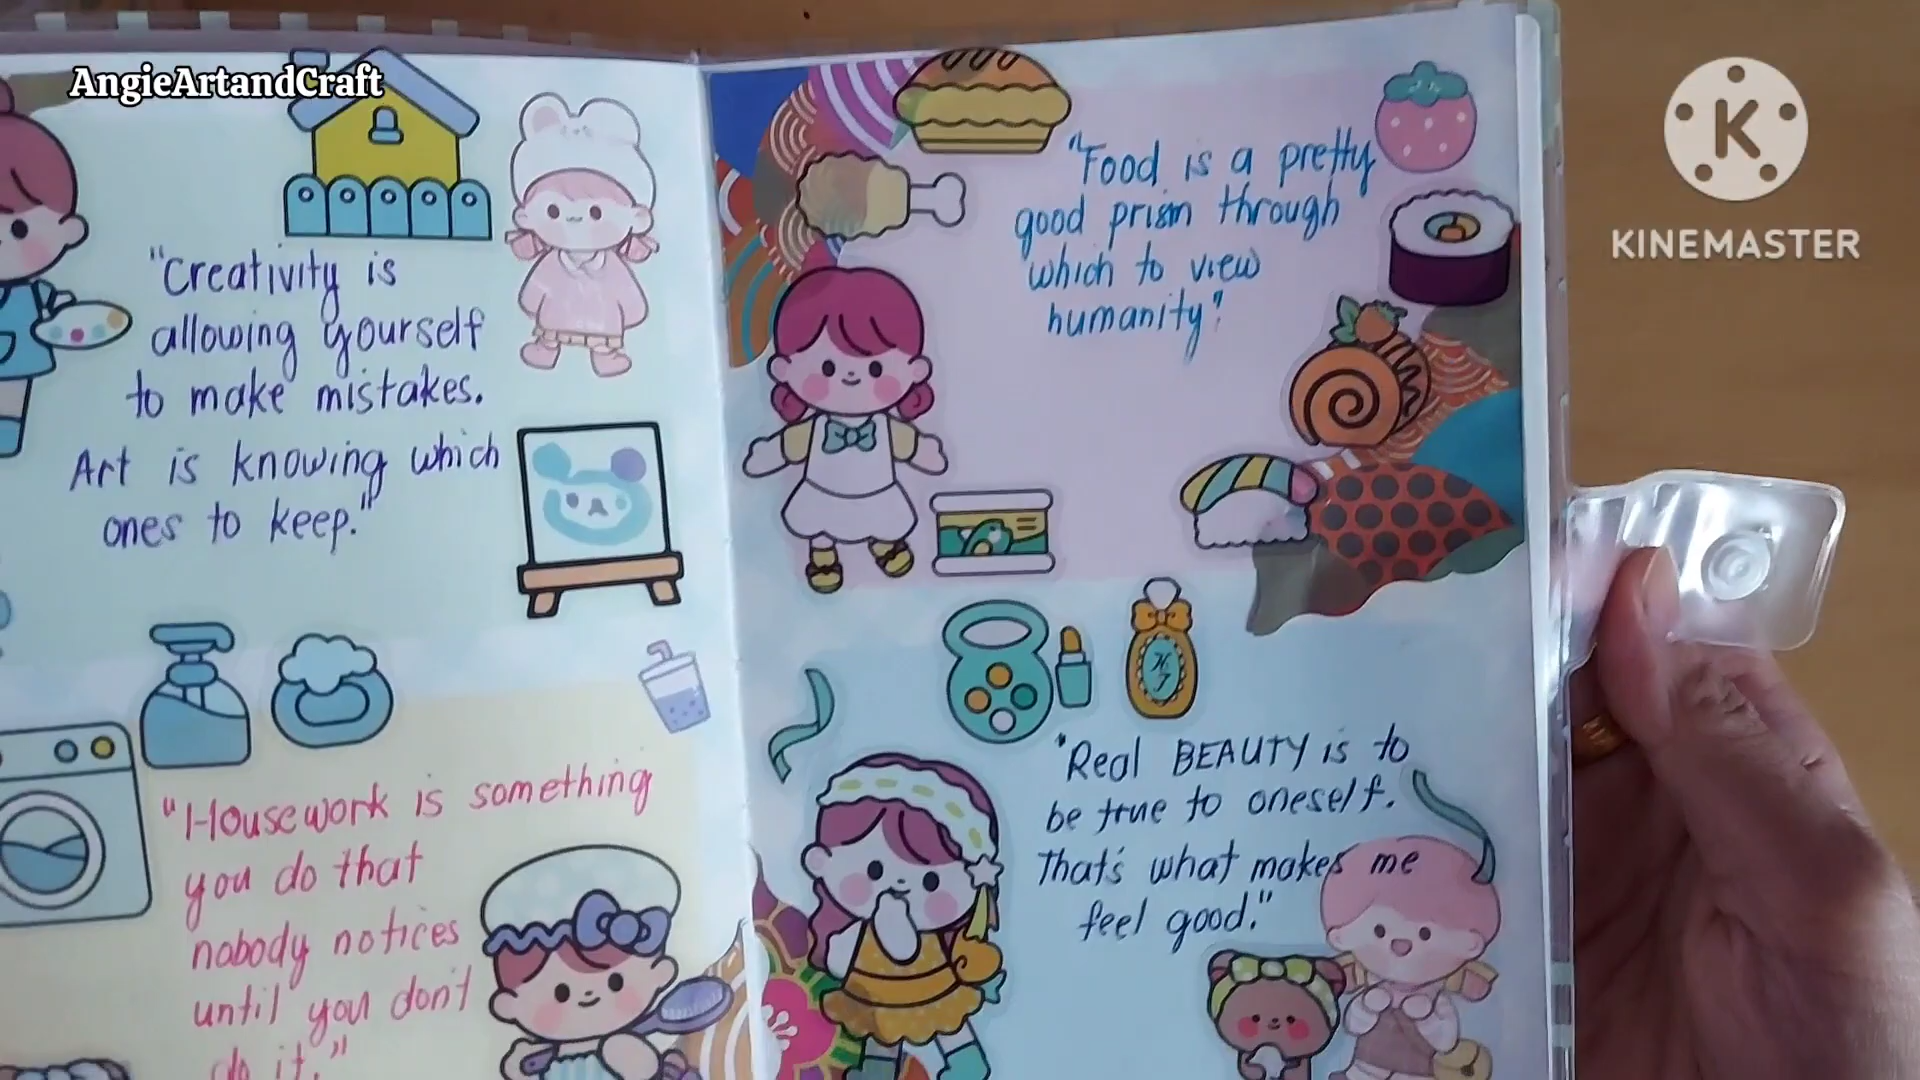 AngieArtandCraft
"Creativity is
allowing yourself
to make mistakes.
Art is knowing which
ones to keep."
"Housework is something
you do that
nobody notices
until you don't
do it."
"Food is a pretty
good prism through
which to view
humanity"
"Real BEAUTY is to
be true to oneself.
That's what makes me
feel good."
K
KINEMASTER